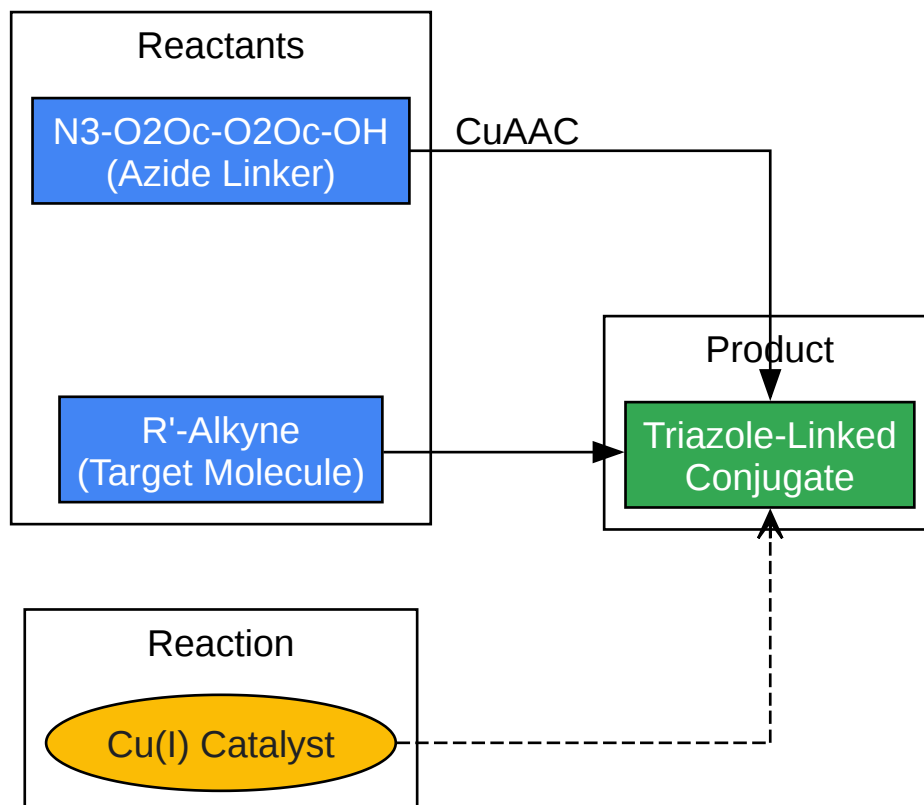 Reactants
N3-O2Oc-O2Oc-OH
(Azide Linker)
CuAAC
Product
R'-Alkyne
(Target Molecule)
Triazole-Linked
Conjugate
Reaction
Cu(I) Catalyst